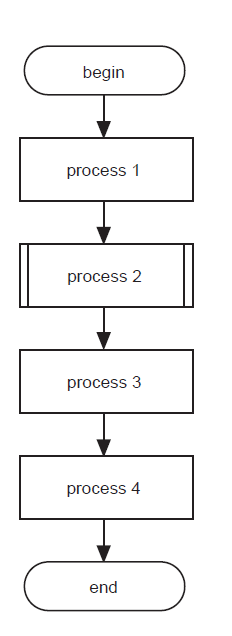 begin
process 1
process 2
process 3
process 4
end